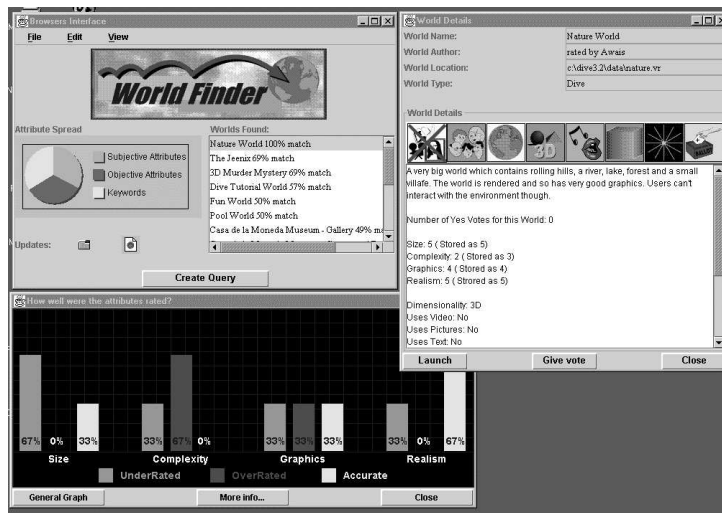 Browsers Interface
File Edit View
World Finder
Attribute Spread
Subjective Attributes
Objective Attributes
Keywords
Worlds Found:
Nature World 100% match
The Jeenix 69% match
3D Murder Mystery 69% match
Dive Tutorial World 57% match
Fun World 50% match
Pool World 50% match
Casa de la Moneda Museum - Gallery 49% ma
Updates:
Create Query
World Details
World Name: Nature World
World Author: rated by Awais
World Location: c:\dive3.2\data\nature.vr
World Type: Dive
World Details
3D
A very big world which contains rolling hills, a river, lake, forest and a small
villafe. The world is rendered and so has very good graphics. Users can't
interact with the environment though.
Number of Yes Votes for this World: 0
Size: 5 ( Stored as 5)
Complexity: 2 ( Stored as 3)
Graphics: 4 ( Stored as 4)
Realism: 5 ( Stored as 5)
Dimensionality: 3D
Uses Video: No
Uses Pictures: No
Uses Text: No
Launch Give vote Close
How well were the attributes rated?
67% 0% 33% 33% 67% 0% 33% 33% 33% 33% 0% 67%
Size Complexity Graphics Realism
UnderRated OverRated Accurate
General Graph More info... Close